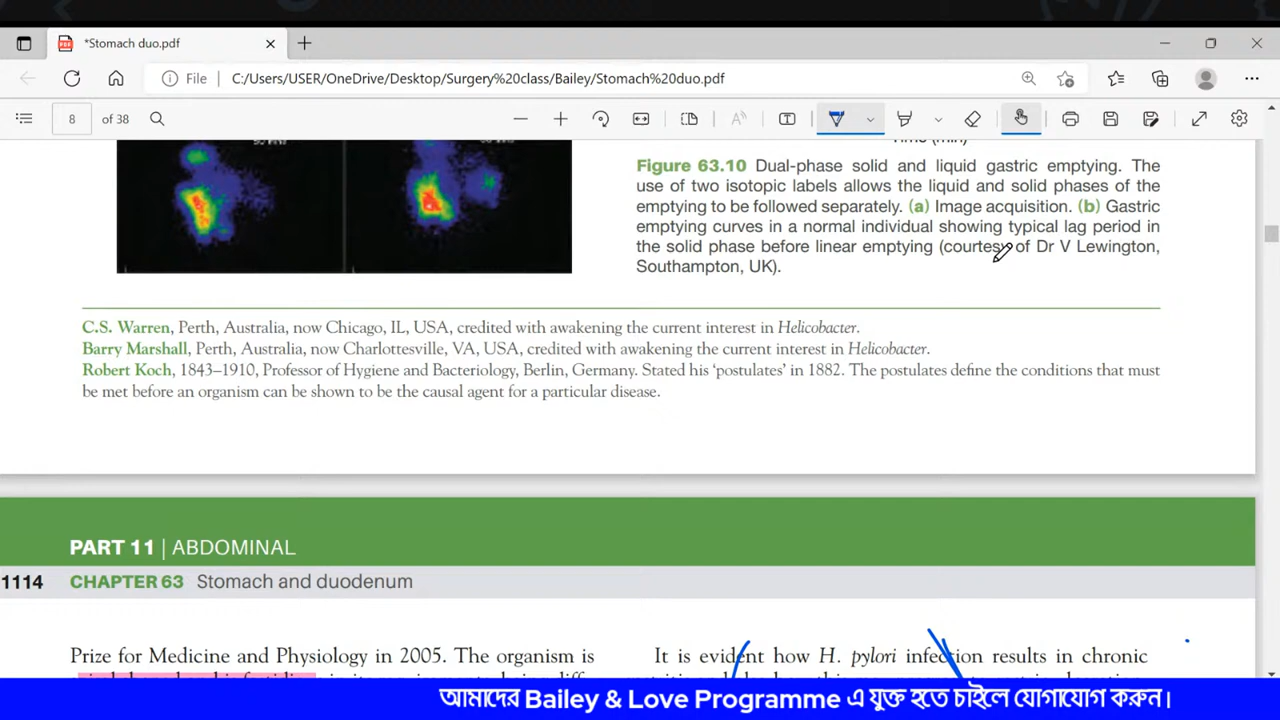 *Stomach duo.pdf
File
C:/Users/USER/OneDrive/Desktop/Surgery%20class/Bailey/Stomach%20duo.pdf
8 of 38
Time (min)
Figure 63.10 Dual-phase solid and liquid gastric emptying. The
use of two isotopic labels allows the liquid and solid phases of the
emptying to be followed separately. (a) Image acquisition. (b) Gastric
emptying curves in a normal individual showing typical lag period in
the solid phase before linear emptying (courtesy of Dr V Lewington,
Southampton, UK).
C.S. Warren, Perth, Australia, now Chicago, IL, USA, credited with awakening the current interest in Helicobacter.
Barry Marshall, Perth, Australia, now Charlottesville, VA, USA, credited with awakening the current interest in Helicobacter.
Robert Koch, 1843–1910, Professor of Hygiene and Bacteriology, Berlin, Germany. Stated his 'postulates' in 1882. The postulates define the conditions that must
be met before an organism can be shown to be the causal agent for a particular disease.
PART 11 | ABDOMINAL
1114 CHAPTER 63 Stomach and duodenum
Prize for Medicine and Physiology in 2005. The organism is
It is evident how H. pylori infection results in chronic
আমাদের Bailey & Love Programme এ যুক্ত হতে চাইলে যোগাযোগ করুন।